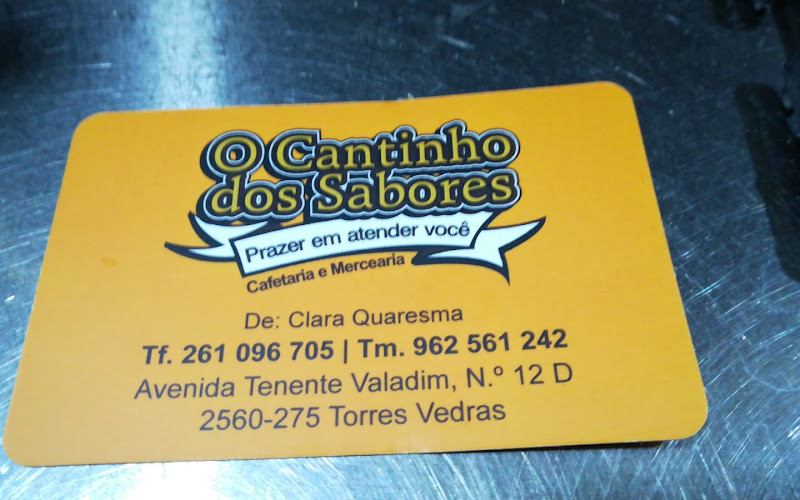 O Cantinho
dos Sabores
Prazer em atender você
Cafetaria e Mercearia
De: Clara Quaresma
Tf. 261 096 705 | Tm. 962 561 242
Avenida Tenente Valadim, N.º 12 D
2560-275 Torres Vedras